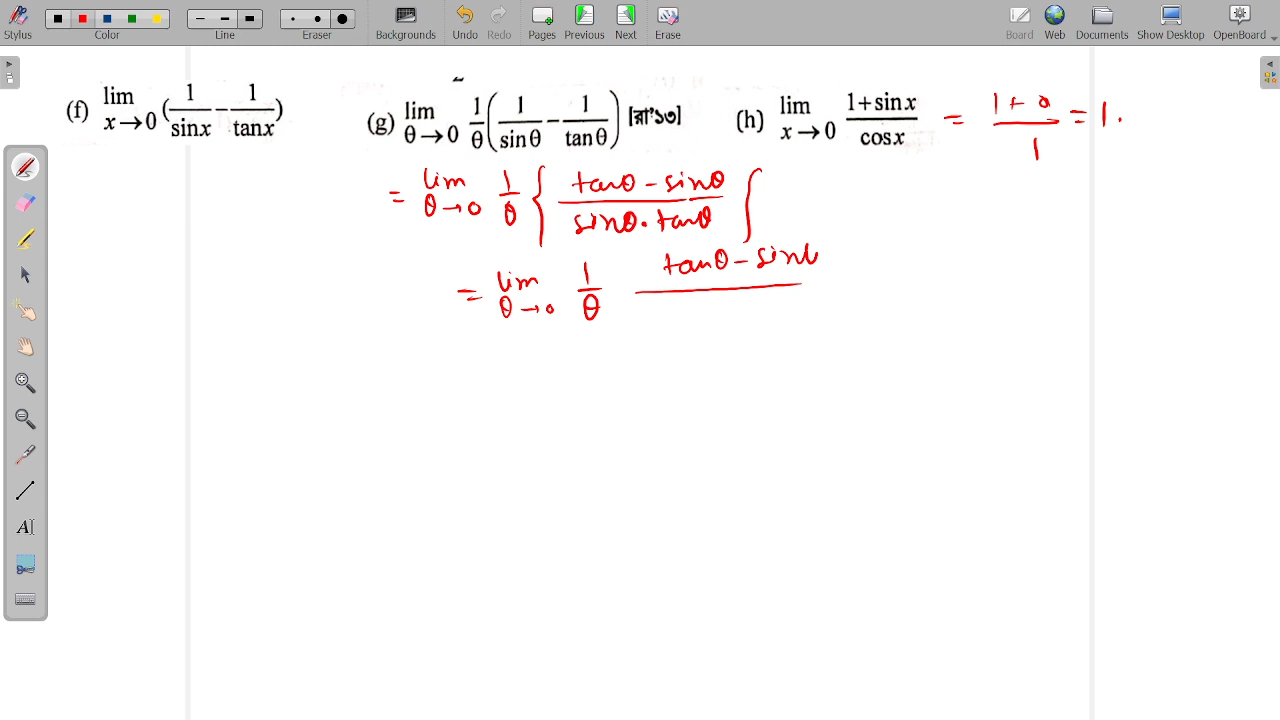 Stylus Color Line Eraser Backgrounds Undo Redo Pages Previous Next Erase Board Web Documents Show Desktop OpenBoard
(f) lim x→0 (1/sinx − 1/tanx) (g) lim θ→0 1/θ(1/sinθ − 1/tanθ) [রা'১৩] (h) lim x→0 (1+sinx)/cosx = (1+0)/1 = 1.
= lim θ→0 1/θ { (tanθ − sinθ)/(sinθ·tanθ) {
= lim θ→0 1/θ tanθ − sinθ